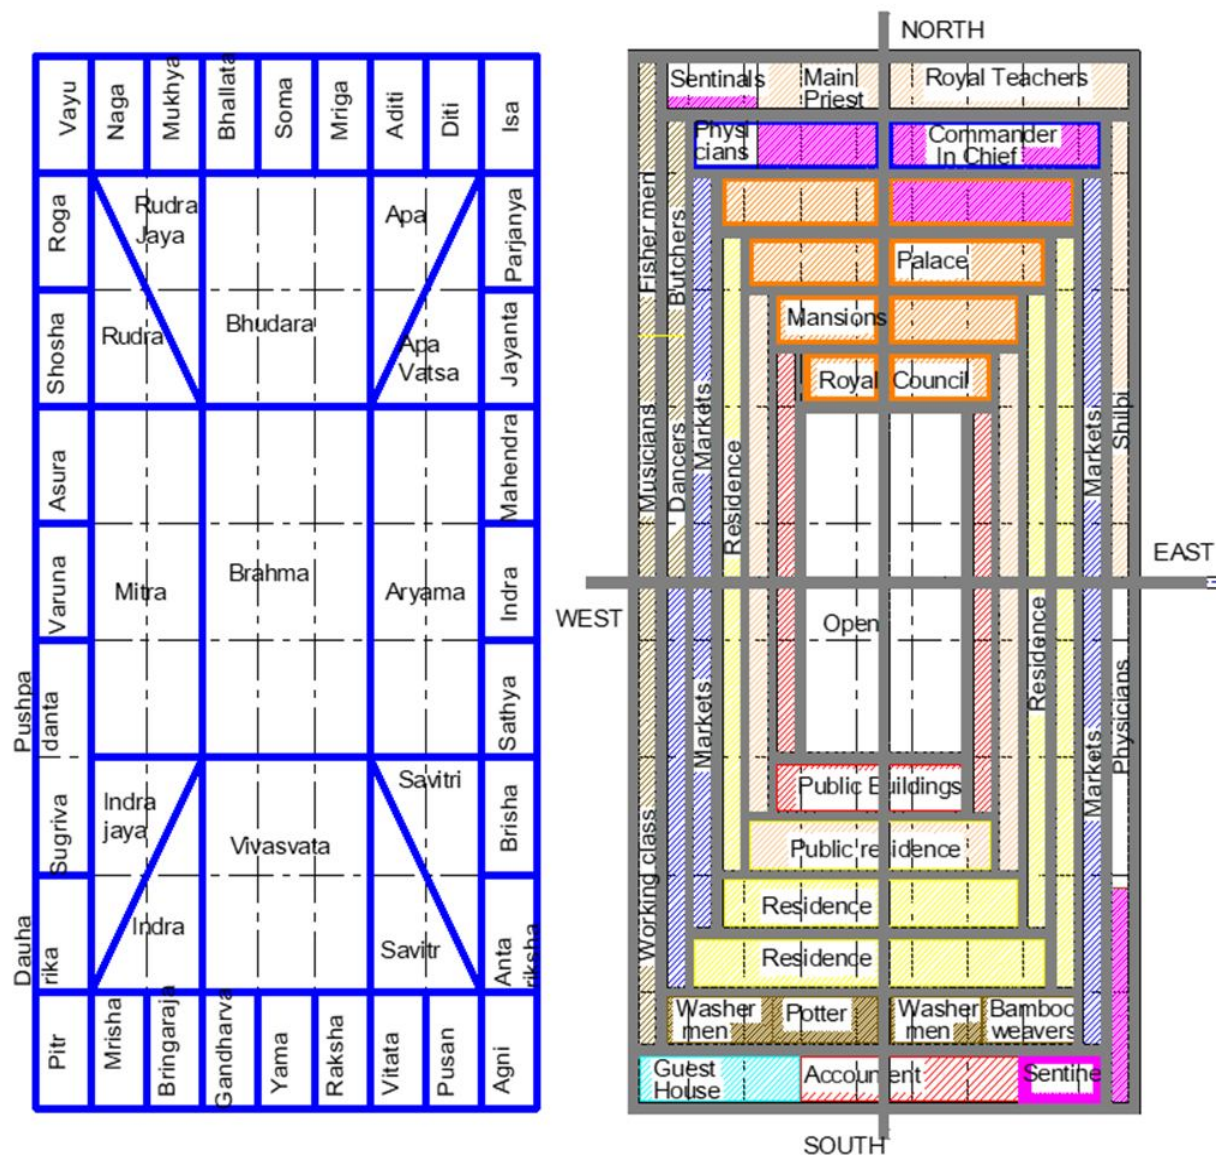 Vayu
Naga
Mukhya
Bhallata
Soma
Mriga
Aditi
Diti
Isa
Roga
Rudra
Jaya
Apa
Parjanya
Shosha
Rudra
Bhudara
Apa
Vatsa
Jayanta
Asura
Mahendra
Varuna
Mitra
Brahma
Aryama
Indra
Pushpa
danta
Sathya
Sugriva
Indra
jaya
Vivasvata
Savitri
Brisha
Dauha
rika
Indra
Savitr
Anta
riksha
Pitr
Mrisha
Bringaraja
Gandharva
Yama
Raksha
Vitata
Pusan
Agni
NORTH
Sentinals
Main
Priest
Royal Teachers
Physi
cians
Commander
In Chief
Fisher men
Butchers
Palace
Mansions
Royal Council
Musicians
Dancers
Markets
Residence
Markets
Shilpi
EAST
WEST
Open
Residence
Markets
Markets
Physicians
Working class
Public Buildings
Public residence
Residence
Residence
Washer
men
Potter
Washer
men
Bamboo
weavers
Guest
House
Accountent
Sentine
SOUTH